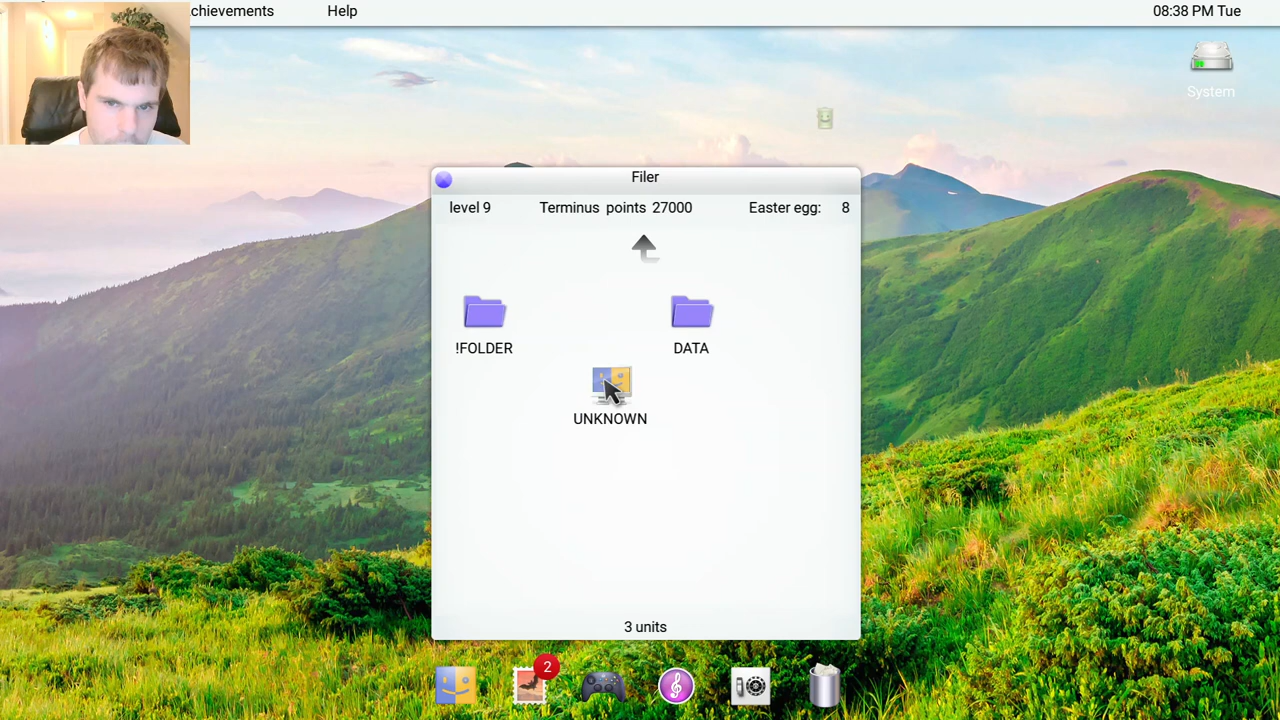 chievements Help 08:38 PM Tue
System
Filer
level 9 Terminus points 27000 Easter egg: 8
!FOLDER DATA
UNKNOWN
3 units
2